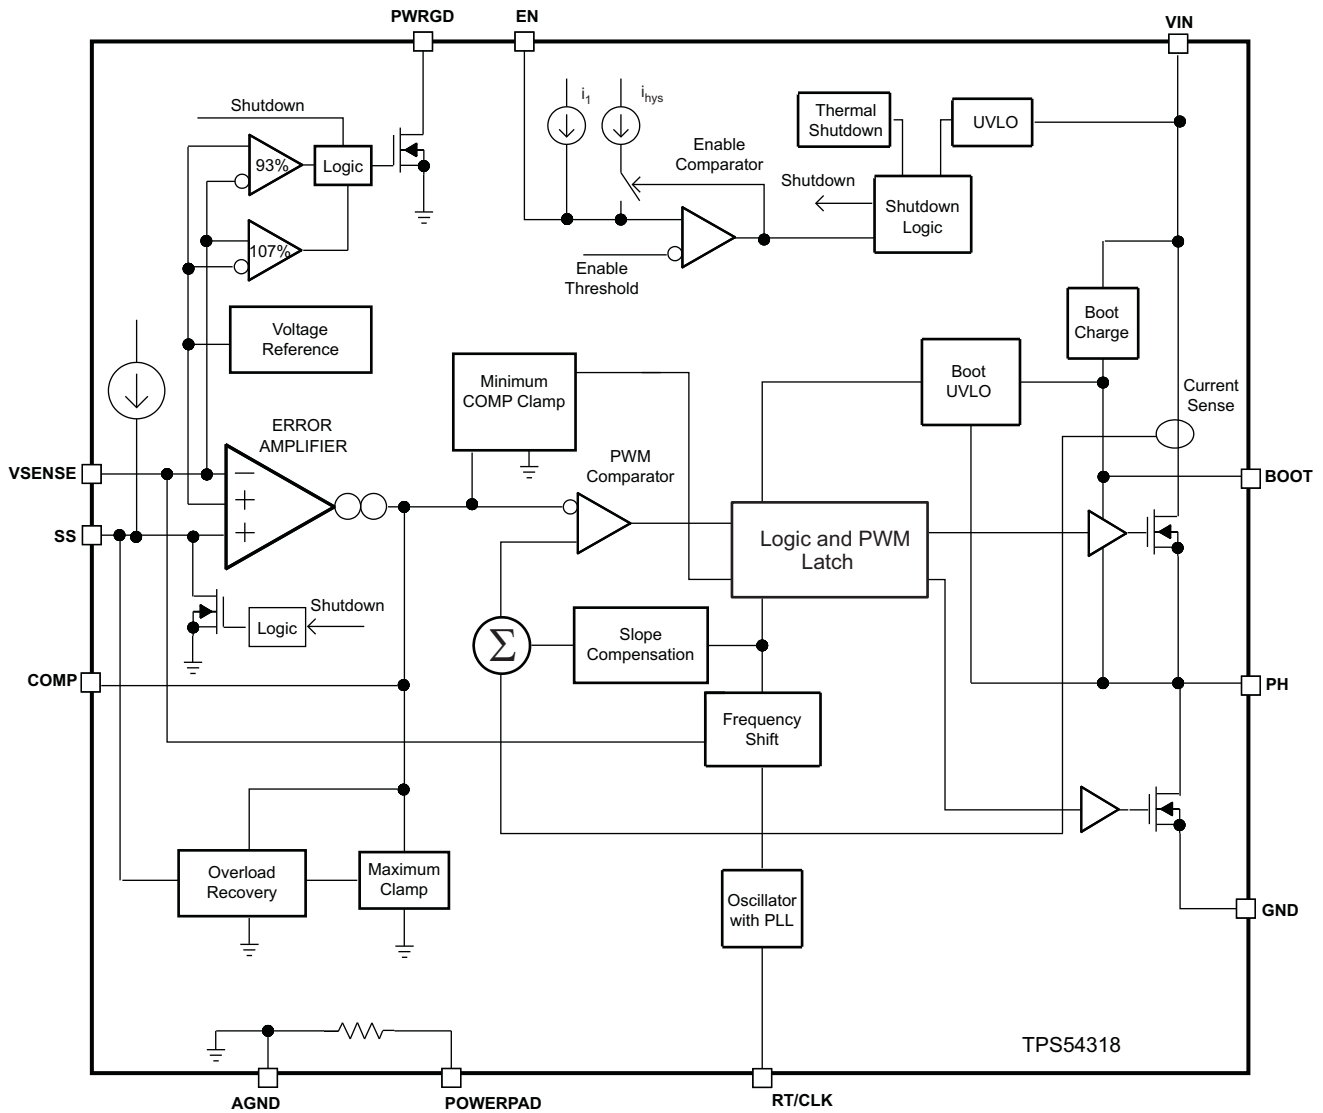 PWRGD
EN
VIN
Shutdown
93%
Logic
107%
i1
ihys
Enable
Comparator
Enable
Threshold
Thermal
Shutdown
UVLO
Shutdown
Shutdown
Logic
Voltage
Reference
Boot
Charge
Minimum
COMP Clamp
Boot
UVLO
Current
Sense
ERROR
AMPLIFIER
VSENSE
−
+
+
PWM
Comparator
BOOT
SS
Logic and PWM
Latch
Shutdown
Logic
Σ
Slope
Compensation
COMP
PH
Frequency
Shift
Overload
Recovery
Maximum
Clamp
Oscillator
with PLL
GND
TPS54318
AGND
POWERPAD
RT/CLK